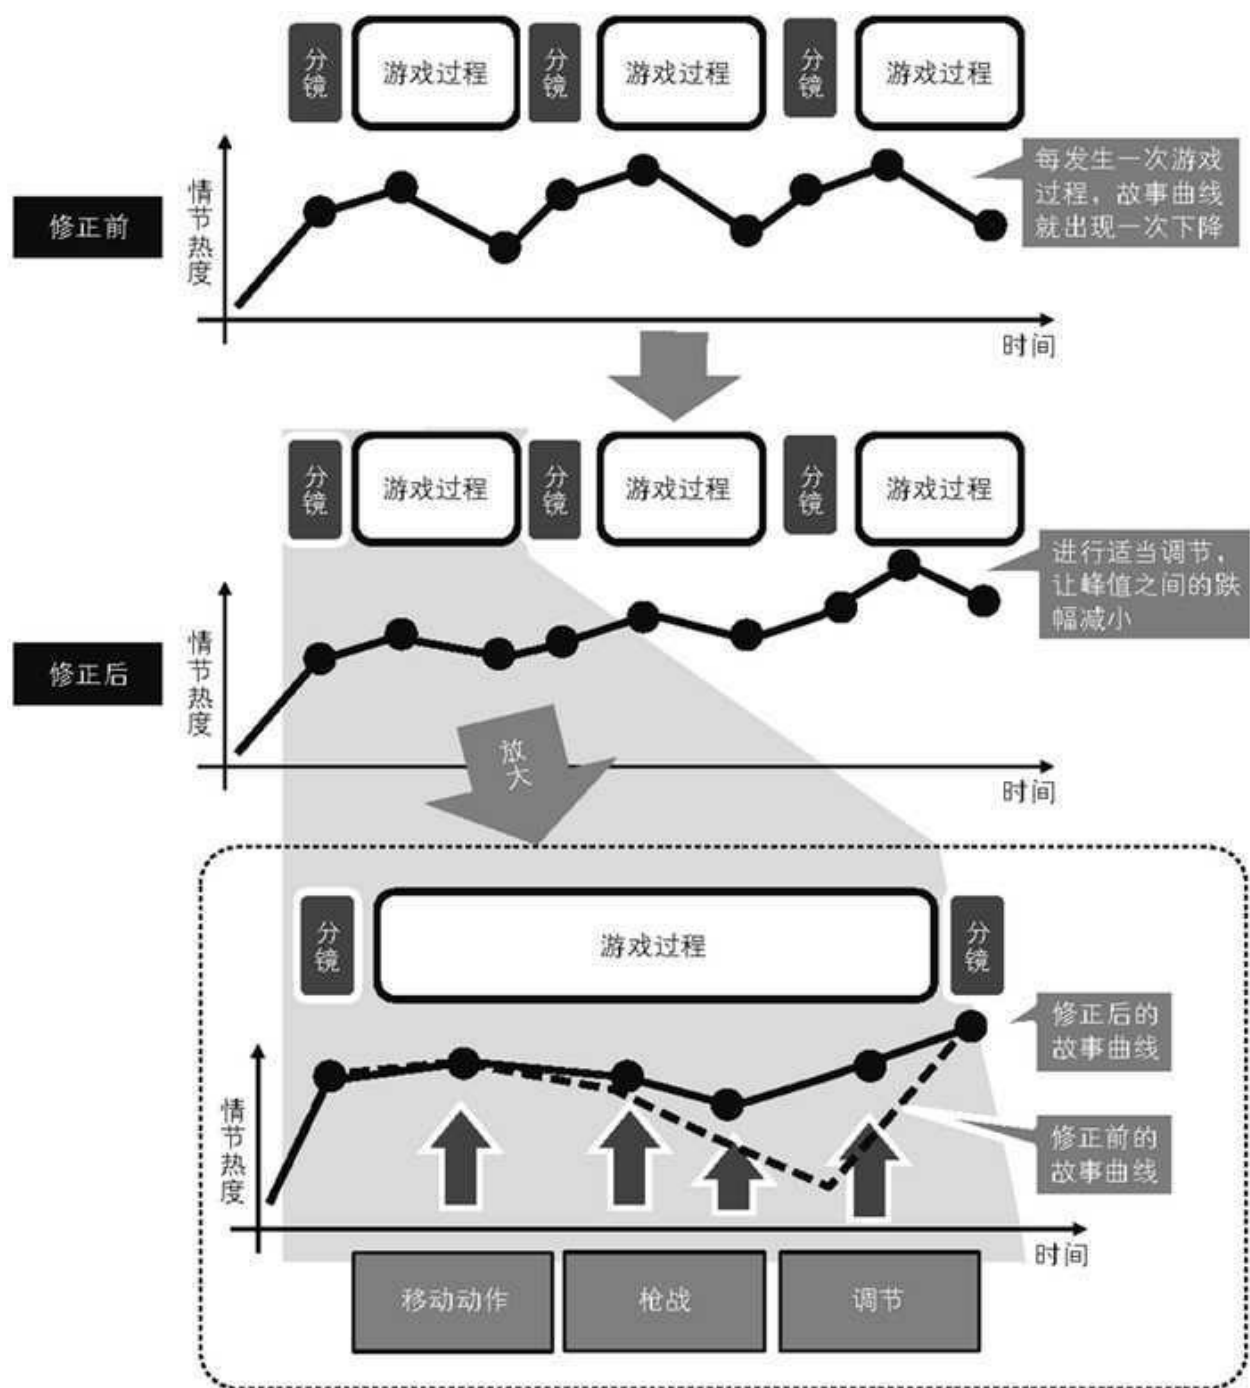 分镜
游戏过程
分镜
游戏过程
分镜
游戏过程
每发生一次游戏
过程，故事曲线
就出现一次下降
修正前
情节热度
时间
分镜
游戏过程
分镜
游戏过程
分镜
游戏过程
进行适当调节，
让峰值之间的跌
幅减小
修正后
情节热度
放大
时间
分镜
游戏过程
分镜
修正后的
故事曲线
情节热度
修正前的
故事曲线
时间
移动动作
枪战
调节